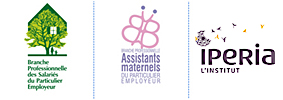 Branche
Professionnelle
des Salariés
du Particulier
Employeur
BRANCHE PROFESSIONNELLE
Assistants
maternels
DU PARTICULIER
EMPLOYEUR
IPERIA
L'INSTITUT